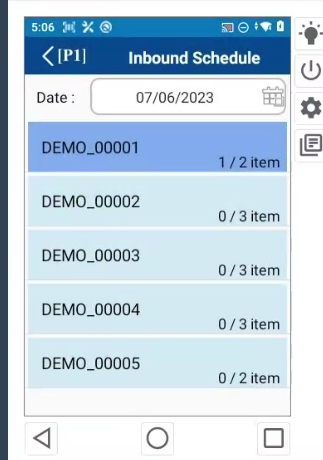 5:06
[P1] Inbound Schedule
Date : 07/06/2023
DEMO_00001
1 / 2 item
DEMO_00002
0 / 3 item
DEMO_00003
0 / 3 item
DEMO_00004
0 / 3 item
DEMO_00005
0 / 2 item